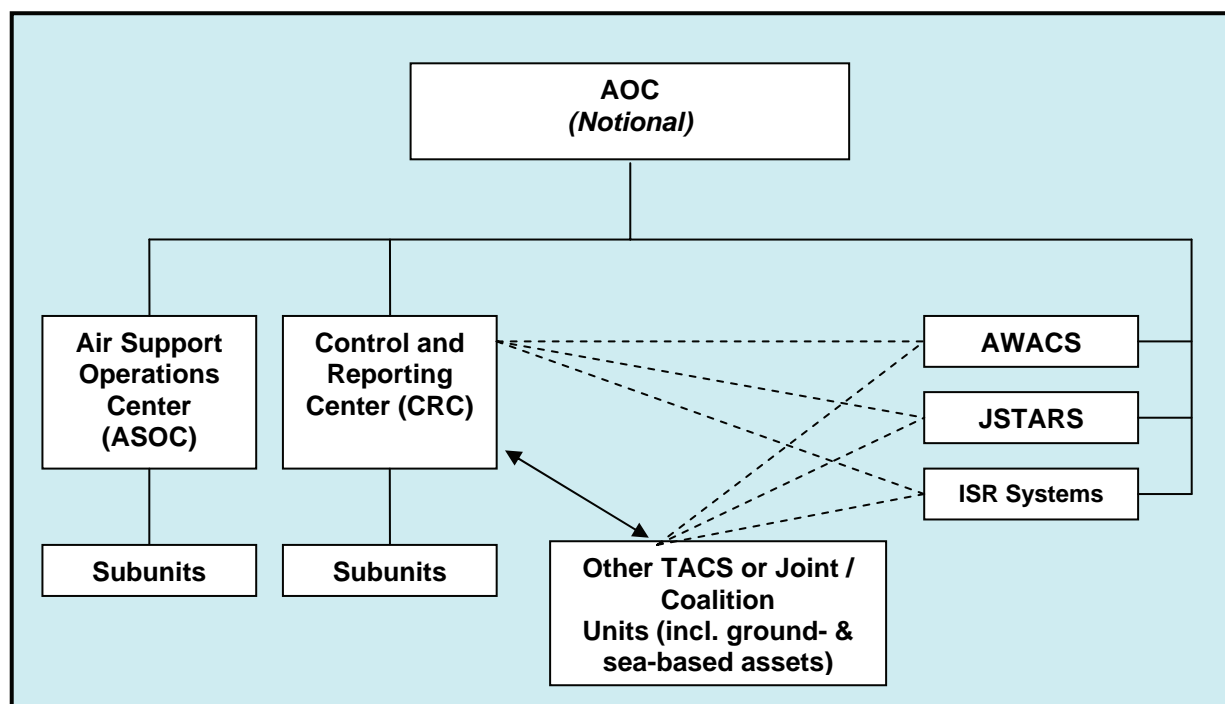 AOC
(Notional)
Air Support
Operations
Center
(ASOC)
Control and
Reporting
Center (CRC)
AWACS
JSTARS
ISR Systems
Subunits
Subunits
Other TACS or Joint /
Coalition
Units (incl. ground- &
sea-based assets)